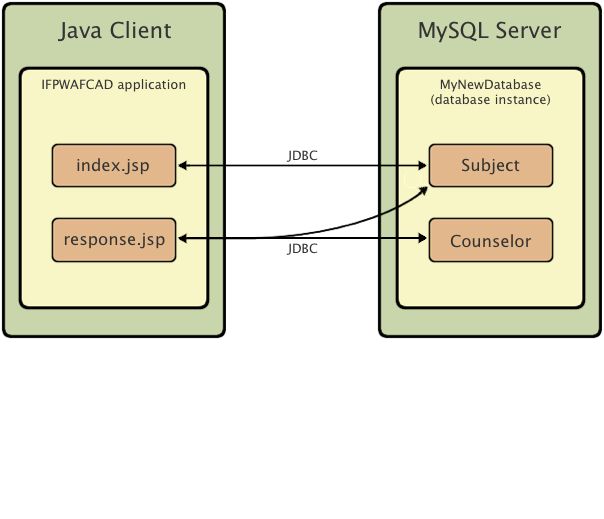 Java Client
IFPWAFCAD application
index.jsp
response.jsp
JDBC
JDBC
MySQL Server
MyNewDatabase
(database instance)
Subject
Counselor